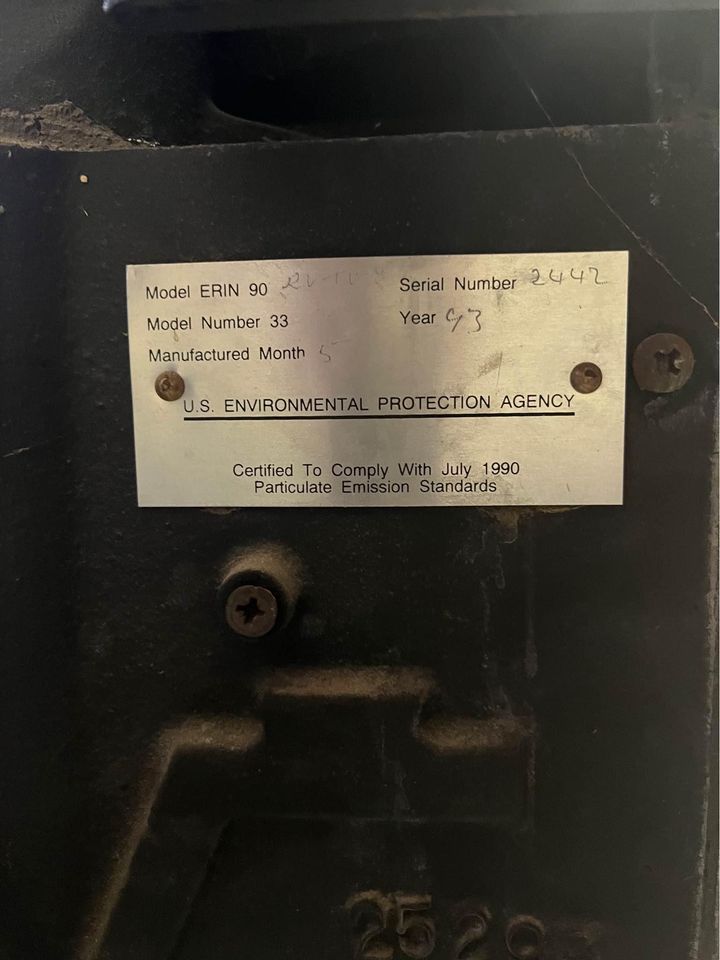 Model ERIN 90
Serial Number 2442
Model Number 33
Year 93
Manufactured Month 5
U.S. ENVIRONMENTAL PROTECTION AGENCY
Certified To Comply With July 1990
Particulate Emission Standards